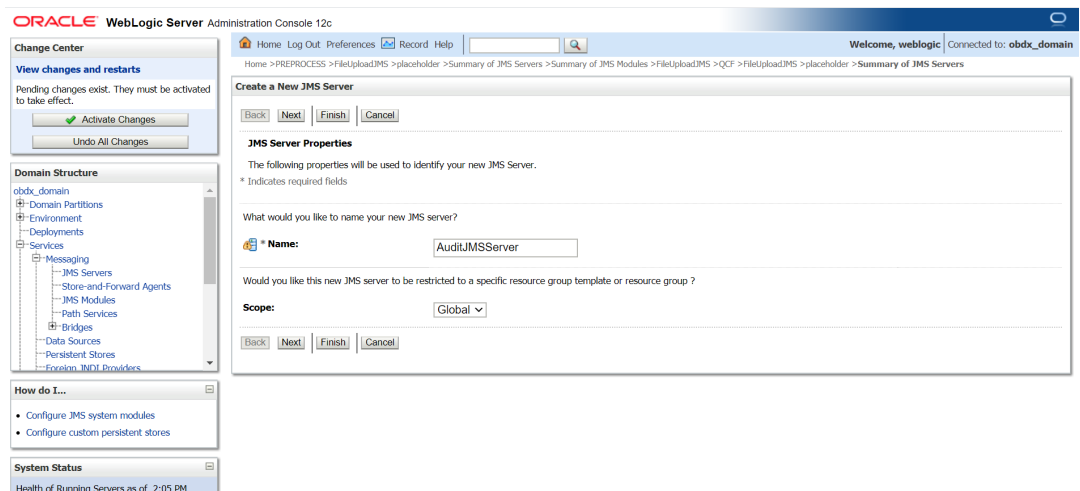 ORACLE WebLogic Server Administration Console 12c
Change Center
View changes and restarts
Pending changes exist. They must be activated
to take effect.
Activate Changes
Undo All Changes
Domain Structure
obdx_domain
Domain Partitions
Environment
Deployments
Services
Messaging
JMS Servers
Store-and-Forward Agents
JMS Modules
Path Services
Bridges
Data Sources
Persistent Stores
Foreign JNDI Providers
How do I...
Configure JMS system modules
Configure custom persistent stores
System Status
Health of Running Servers as of 2:05 PM
Home Log Out Preferences Record Help
Welcome, weblogic Connected to: obdx_domain
Home >PREPROCESS >FileUploadJMS >placeholder >Summary of JMS Servers >Summary of JMS Modules >FileUploadJMS >QCF >FileUploadJMS >placeholder >Summary of JMS Servers
Create a New JMS Server
Back Next Finish Cancel
JMS Server Properties
The following properties will be used to identify your new JMS Server.
* Indicates required fields
What would you like to name your new JMS server?
* Name: AuditJMSServer
Would you like this new JMS server to be restricted to a specific resource group template or resource group ?
Scope: Global
Back Next Finish Cancel